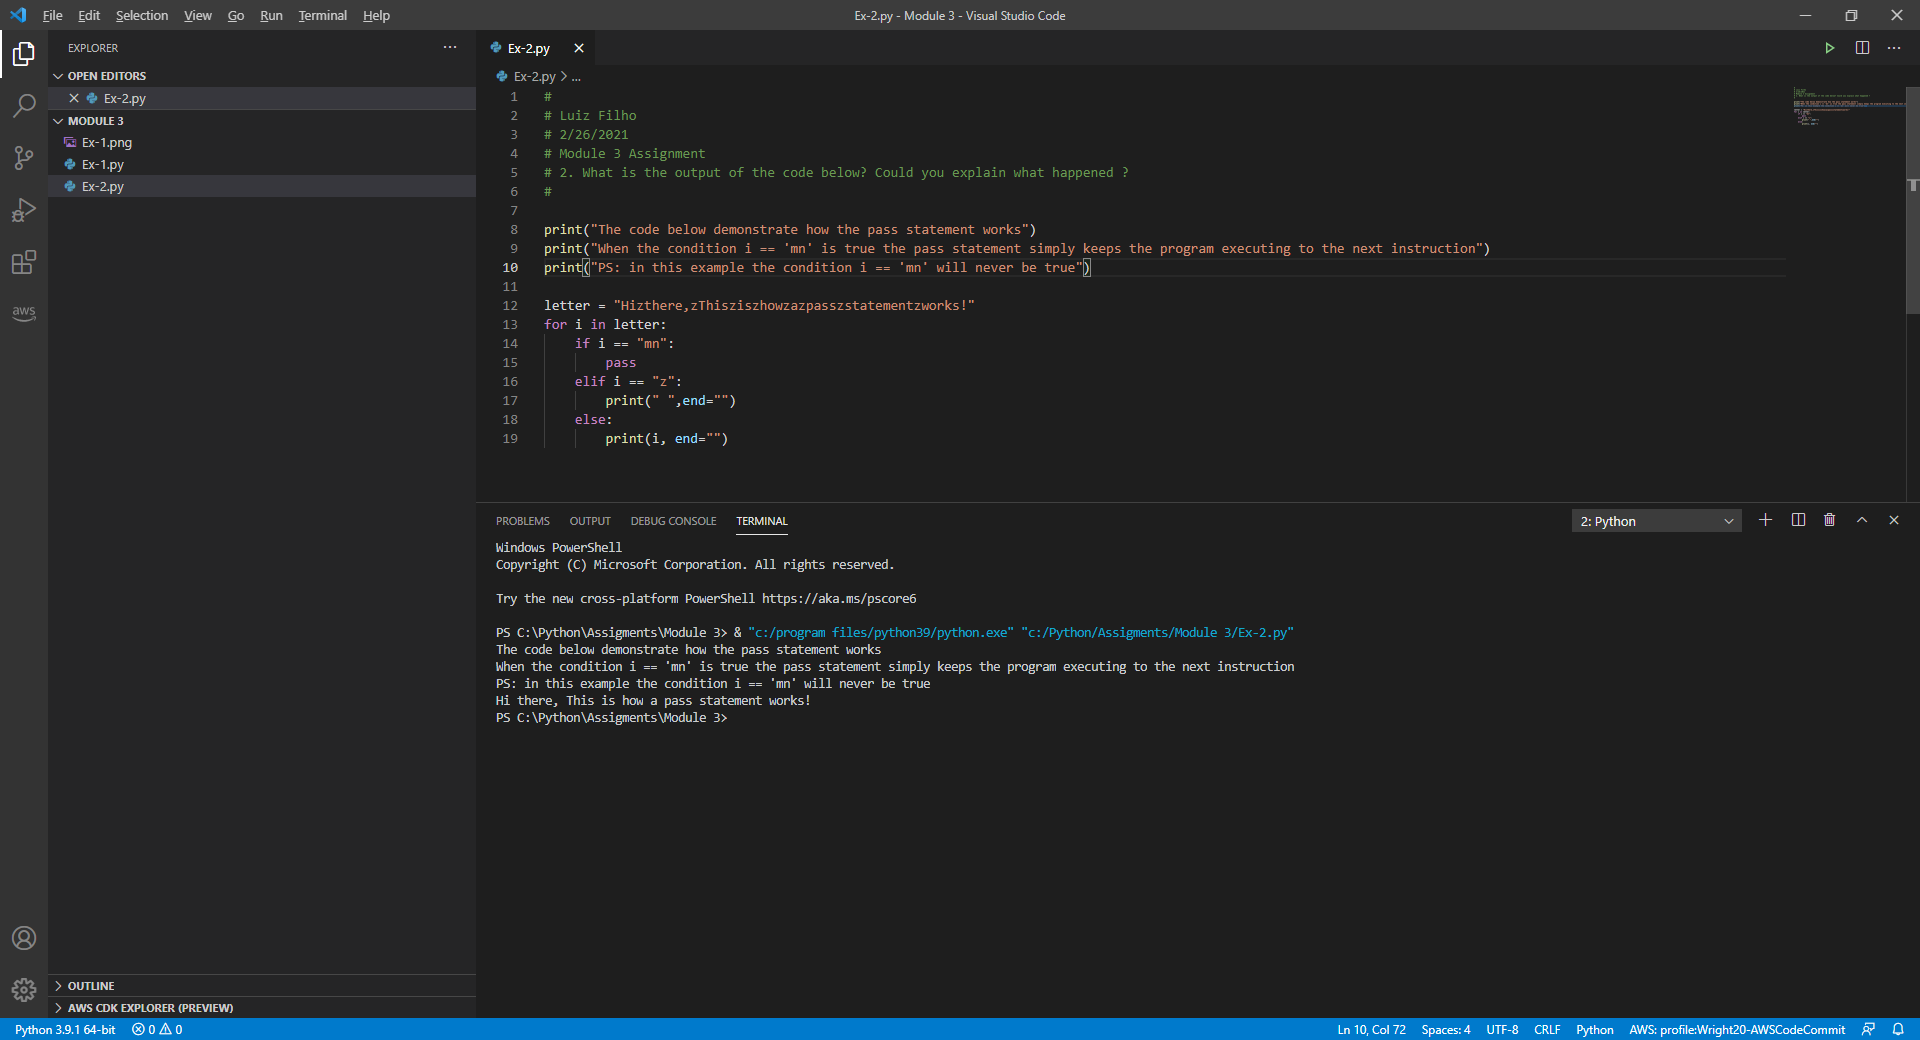 File Edit Selection View Go Run Terminal Help
Ex-2.py - Module 3 - Visual Studio Code
EXPLORER
OPEN EDITORS
Ex-2.py
MODULE 3
Ex-1.png
Ex-1.py
Ex-2.py
aws
OUTLINE
AWS CDK EXPLORER (PREVIEW)
Ex-2.py
Ex-2.py > ...
1 #
2 # Luiz Filho
3 # 2/26/2021
4 # Module 3 Assignment
5 # 2. What is the output of the code below? Could you explain what happened ?
6 #
7
8 print("The code below demonstrate how the pass statement works")
9 print("When the condition i == 'mn' is true the pass statement simply keeps the program executing to the next instruction")
10 print("PS: in this example the condition i == 'mn' will never be true")
11
12 letter = "Hizthere,zThisziszhowzazpasszstatementzworks!"
13 for i in letter:
14     if i == "mn":
15         pass
16     elif i == "z":
17         print(" ",end="")
18     else:
19         print(i, end="")
PROBLEMS OUTPUT DEBUG CONSOLE TERMINAL
2: Python
Windows PowerShell
Copyright (C) Microsoft Corporation. All rights reserved.
Try the new cross-platform PowerShell https://aka.ms/pscore6
PS C:\Python\Assigments\Module 3> & "c:/program files/python39/python.exe" "c:/Python/Assigments/Module 3/Ex-2.py"
The code below demonstrate how the pass statement works
When the condition i == 'mn' is true the pass statement simply keeps the program executing to the next instruction
PS: in this example the condition i == 'mn' will never be true
Hi there, This is how a pass statement works!
PS C:\Python\Assigments\Module 3>
Python 3.9.1 64-bit 0 0
Ln 10, Col 72 Spaces: 4 UTF-8 CRLF Python AWS: profile:Wright20-AWSCodeCommit